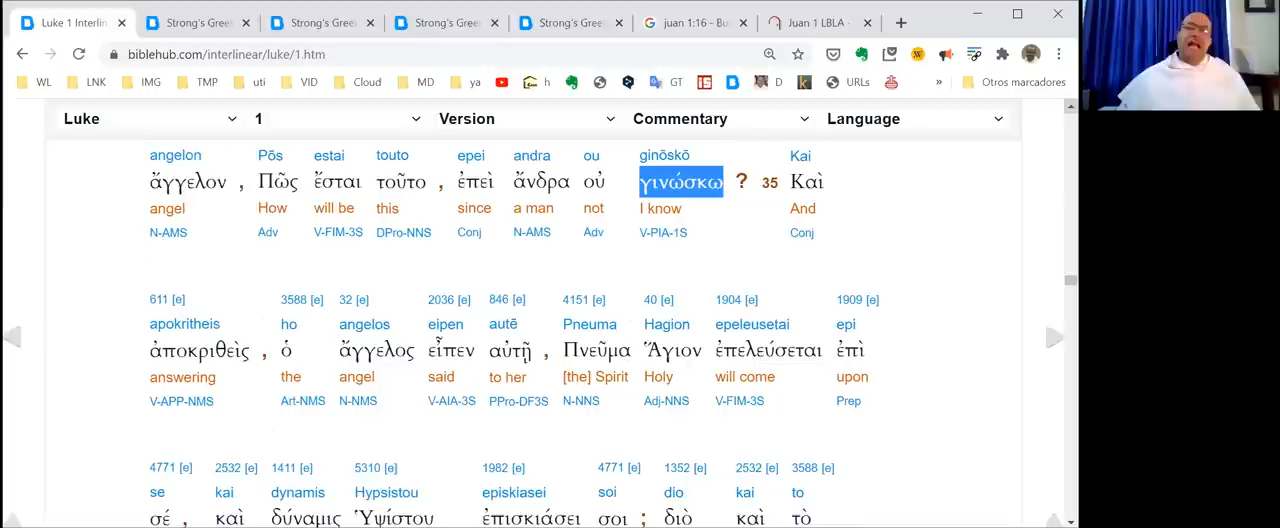 Luke 1 Interlin
Strong's Gree
Strong's Gree
Strong's Gree
Strong's Gree
juan 1:16 - Bu
Juan 1 LBLA -
biblehub.com/interlinear/luke/1.htm
WL LNK IMG TMP uti VID Cloud MD ya h GT D URLs » Otros marcadores
Luke 1 Version Commentary Language
angelon Pōs estai touto epei andra ou ginōskō Kai
ἄγγελον , Πῶς ἔσται τοῦτο , ἐπεὶ ἄνδρα οὐ γινώσκω ? 35 Καὶ
angel How will be this since a man not I know And
N-AMS Adv V-FIM-3S DPro-NNS Conj N-AMS Adv V-PIA-1S Conj
611 [e] 3588 [e] 32 [e] 2036 [e] 846 [e] 4151 [e] 40 [e] 1904 [e] 1909 [e]
apokritheis ho angelos eipen autē Pneuma Hagion epeleusetai epi
ἀποκριθεὶς , ὁ ἄγγελος εἶπεν αὐτῇ , Πνεῦμα Ἅγιον ἐπελεύσεται ἐπὶ
answering the angel said to her [the] Spirit Holy will come upon
V-APP-NMS Art-NMS N-NMS V-AIA-3S PPro-DF3S N-NNS Adj-NNS V-FIM-3S Prep
4771 [e] 2532 [e] 1411 [e] 5310 [e] 1982 [e] 4771 [e] 1352 [e] 2532 [e] 3588 [e]
se kai dynamis Hypsistou episkiasei soi dio kai to
σέ , καὶ δύναμις Ὑψίστου ἐπισκιάσει σοι ; διὸ καὶ τὸ